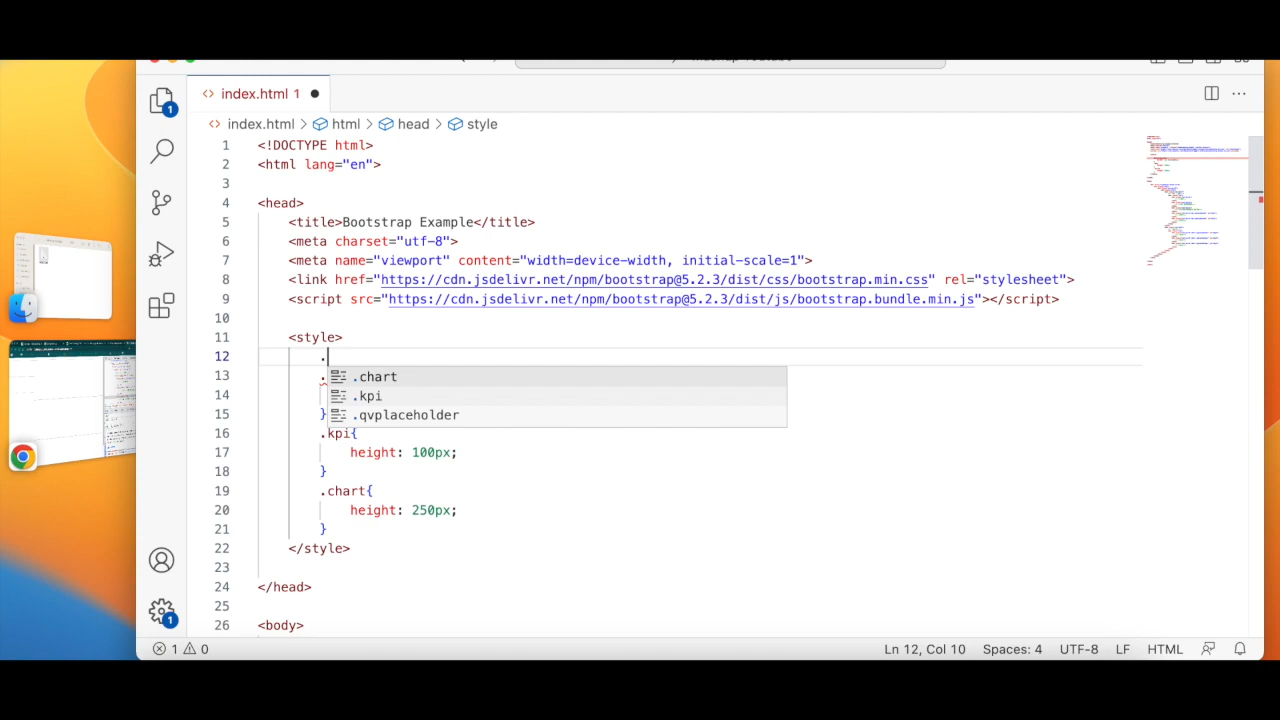 index.html 1
index.html > html > head > style
1 <!DOCTYPE html>
2 <html lang="en">
3
4 <head>
5 <title>Bootstrap Example</title>
6 <meta charset="utf-8">
7 <meta name="viewport" content="width=device-width, initial-scale=1">
8 <link href="https://cdn.jsdelivr.net/npm/bootstrap@5.2.3/dist/css/bootstrap.min.css" rel="stylesheet">
9 <script src="https://cdn.jsdelivr.net/npm/bootstrap@5.2.3/dist/js/bootstrap.bundle.min.js"></script>
10
11 <style>
12 .
13 .
.chart
14
.kpi
15 }
.qvplaceholder
16 .kpi{
17 height: 100px;
18 }
19 .chart{
20 height: 250px;
21 }
22 </style>
23
24 </head>
25
26 <body>
1
1
1 0
Ln 12, Col 10
Spaces: 4
UTF-8
LF
HTML